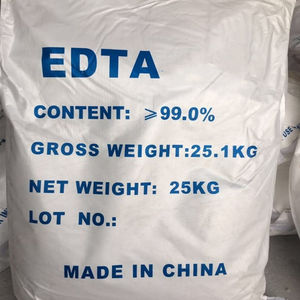 EDTA
CONTENT: ⩾99.0%
GROSS WEIGHT:25.1KG
NET WEIGHT: 25KG
LOT NO.:
MADE IN CHINA